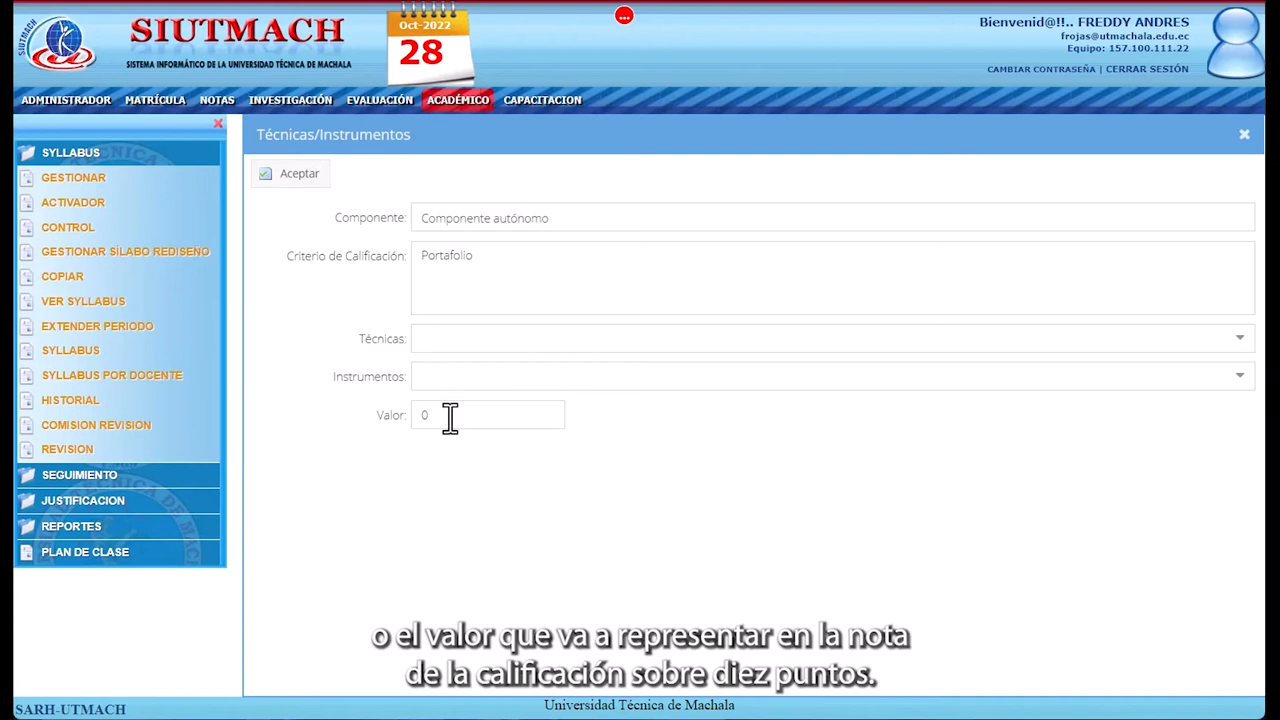 SIUTMACH
SISTEMA INFORMÁTICO DE LA UNIVERSIDAD TÉCNICA DE MACHALA
SIUTMACH
Oct-2022
28
...
Bienvenid@!!.. FREDDY ANDRES
frojas@utmachala.edu.ec
Equipo: 157.100.111.22
CAMBIAR CONTRASEÑA | CERRAR SESIÓN
ADMINISTRADOR MATRÍCULA NOTAS INVESTIGACIÓN EVALUACIÓN ACADÉMICO CAPACITACION
SYLLABUS
GESTIONAR
ACTIVADOR
CONTROL
GESTIONAR SÍLABO REDISEÑO
COPIAR
VER SYLLABUS
EXTENDER PERIODO
SYLLABUS
SYLLABUS POR DOCENTE
HISTORIAL
COMISION REVISION
REVISION
SEGUIMIENTO
JUSTIFICACION
REPORTES
PLAN DE CLASE
Técnicas/Instrumentos
Aceptar
Componente: Componente autónomo
Criterio de Calificación: Portafolio
Técnicas:
Instrumentos:
Valor: 0
o el valor que va a representar en la nota
de la calificación sobre diez puntos.
SARH-UTMACH
Universidad Técnica de Machala